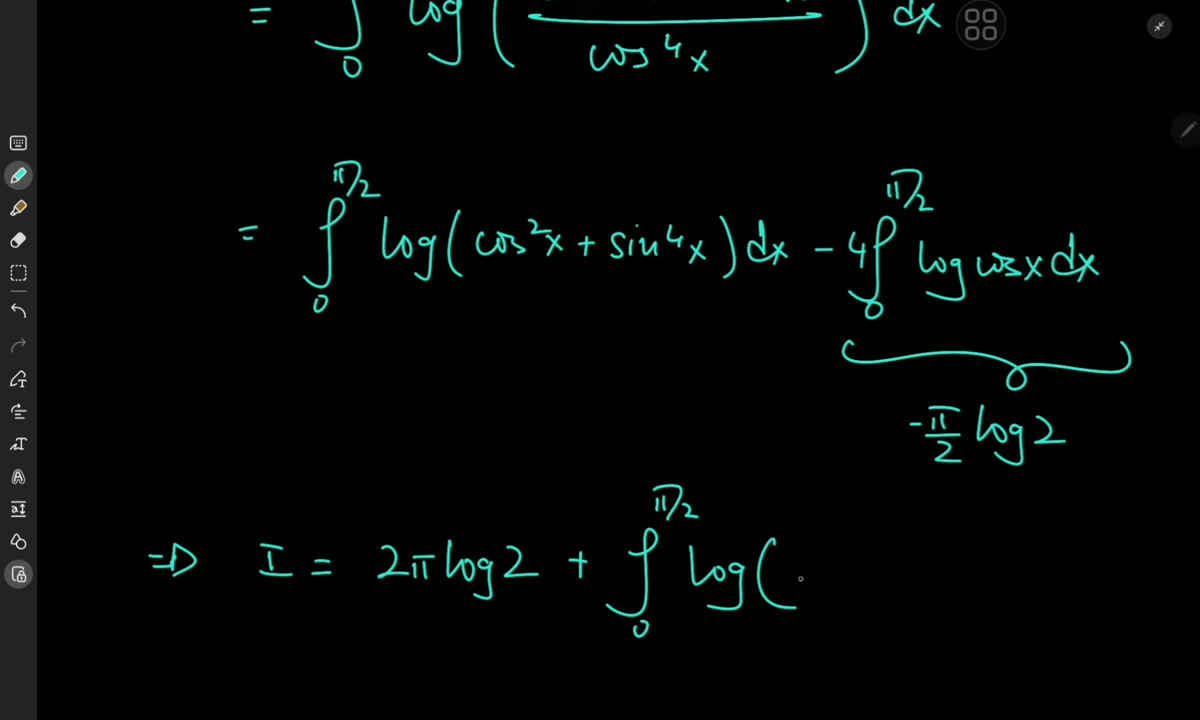 = ∫₀ log( / cos⁴x ) dx
= ∫₀^{π/2} log(cos²x + sin⁴x) dx − 4∫₀^{π/2} log cos x dx
-π/2 log 2
⇒ I = 2π log 2 + ∫₀^{π/2} log(